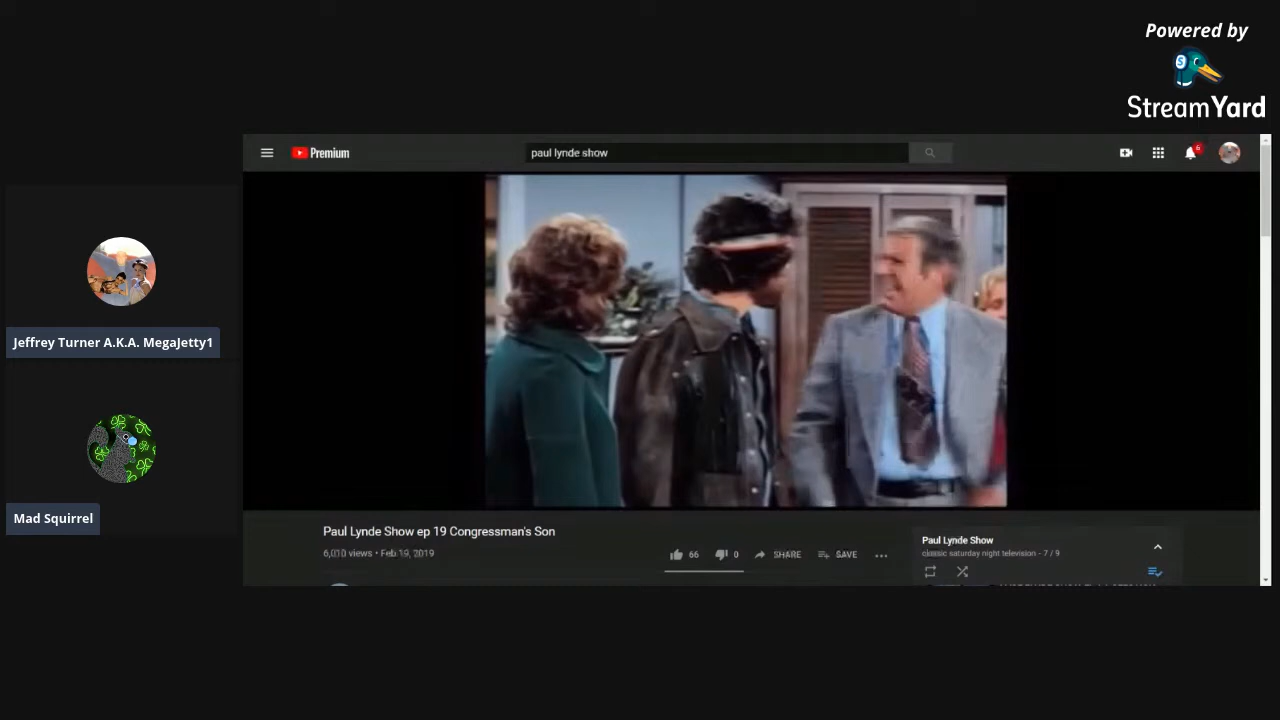 Powered by
StreamYard
Premium
paul lynde show
6
Jeffrey Turner A.K.A. MegaJetty1
Mad Squirrel
Paul Lynde Show ep 19 Congressman's Son
6,010 views • Feb 19, 2019
66
0
SHARE
SAVE
Paul Lynde Show
classic saturday night television - 7 / 9